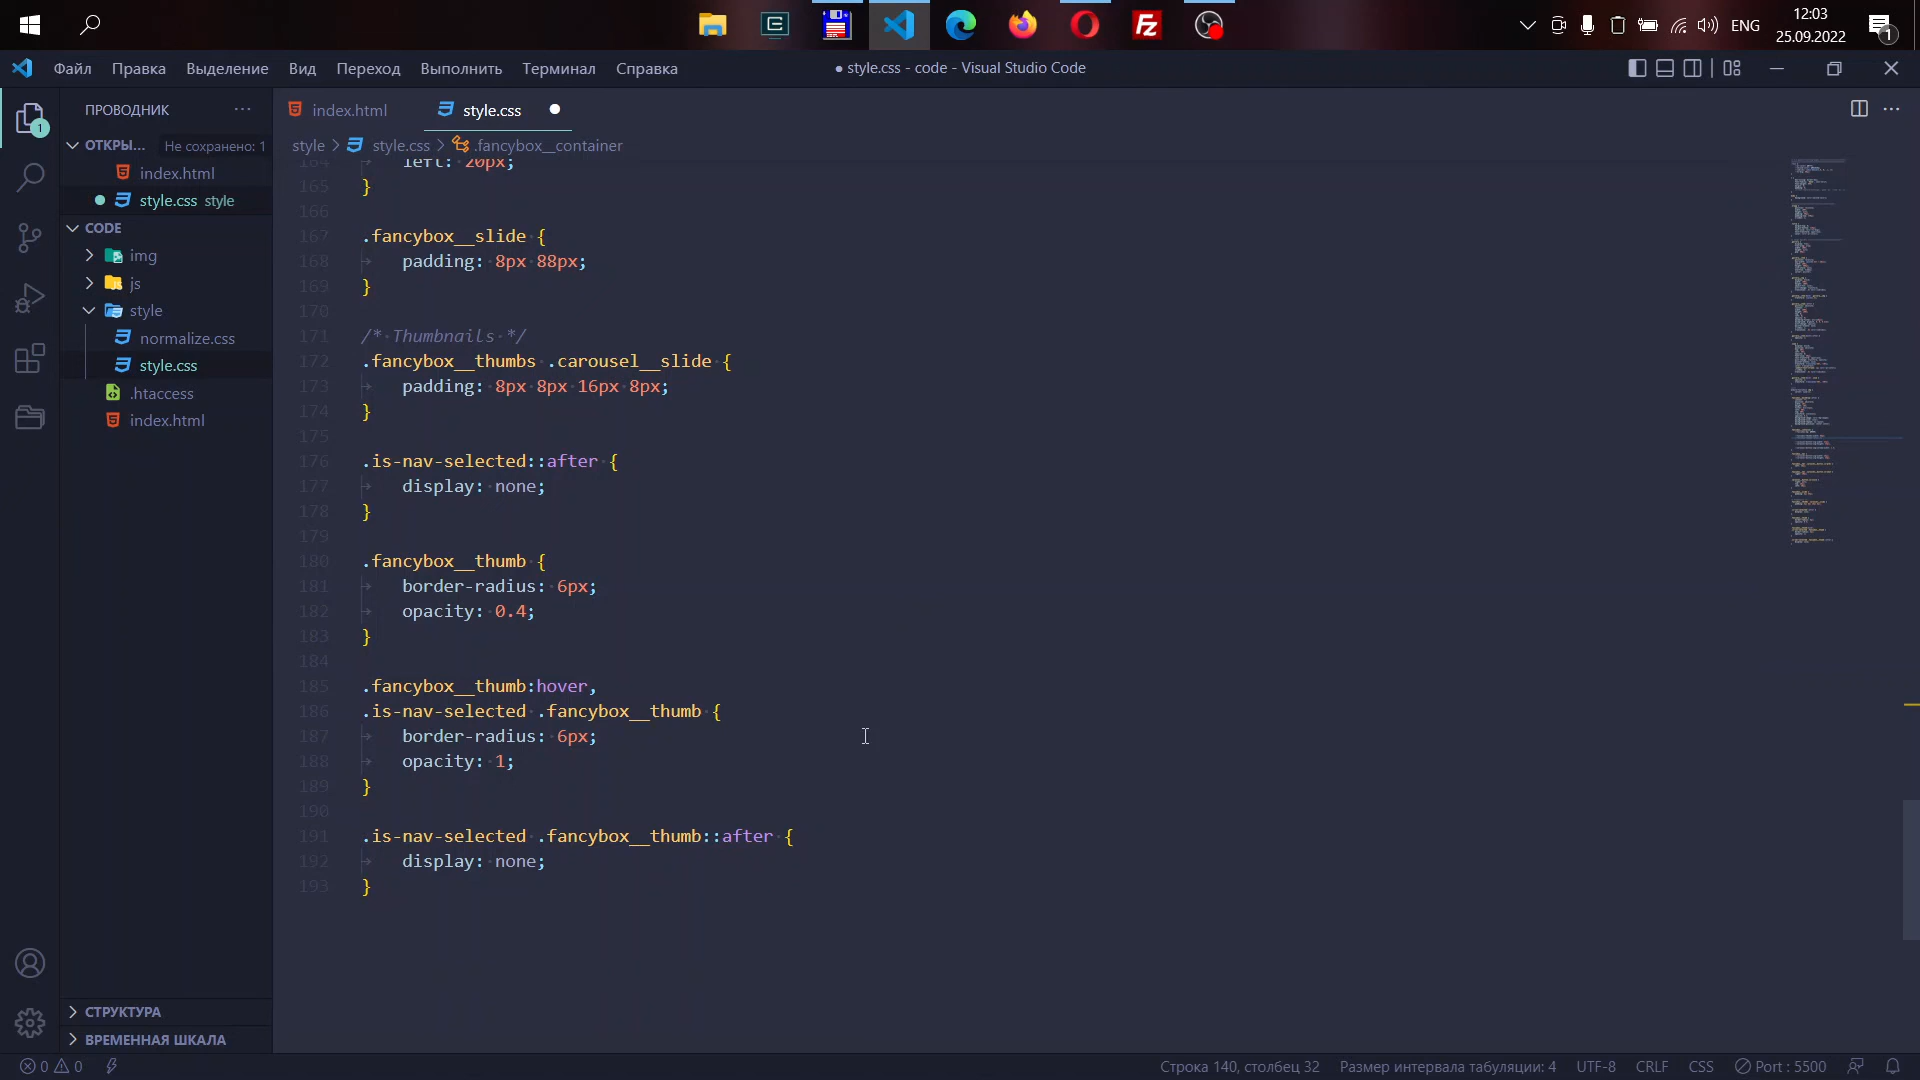 12:03
ENG
25.09.2022
1
Файл Правка Выделение Вид Переход Выполнить Терминал Справка
● style.css - code - Visual Studio Code
ПРОВОДНИК ···
index.html
style.css
1
ОТКРЫ... Не сохранено: 1
style > style.css > .fancybox__container
index.html
style.css style
CODE
img
js
style
normalize.css
style.css
.htaccess
index.html
164 left: 20px;
165 }
166
167 .fancybox__slide {
168 padding: 8px 88px;
169 }
170
171 /* Thumbnails */
172 .fancybox__thumbs .carousel__slide {
173 padding: 8px 8px 16px 8px;
174 }
175
176 .is-nav-selected::after {
177 display: none;
178 }
179
180 .fancybox__thumb {
181 border-radius: 6px;
182 opacity: 0.4;
183 }
184
185 .fancybox__thumb:hover,
186 .is-nav-selected .fancybox__thumb {
187 border-radius: 6px;
188 opacity: 1;
189 }
190
191 .is-nav-selected .fancybox__thumb::after {
192 display: none;
193 }
СТРУКТУРА
ВРЕМЕННАЯ ШКАЛА
0 0
Строка 140, столбец 32 Размер интервала табуляции: 4 UTF-8 CRLF CSS Port : 5500